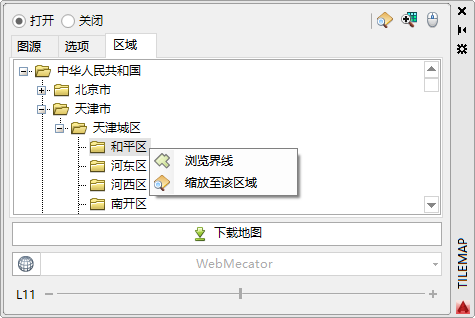 打开 关闭
图源 选项 区域
中华人民共和国
北京市
天津市
天津城区
和平区
河东区
河西区
南开区
浏览界线
缩放至该区域
下载地图
WebMecator
L11
TILEMAP